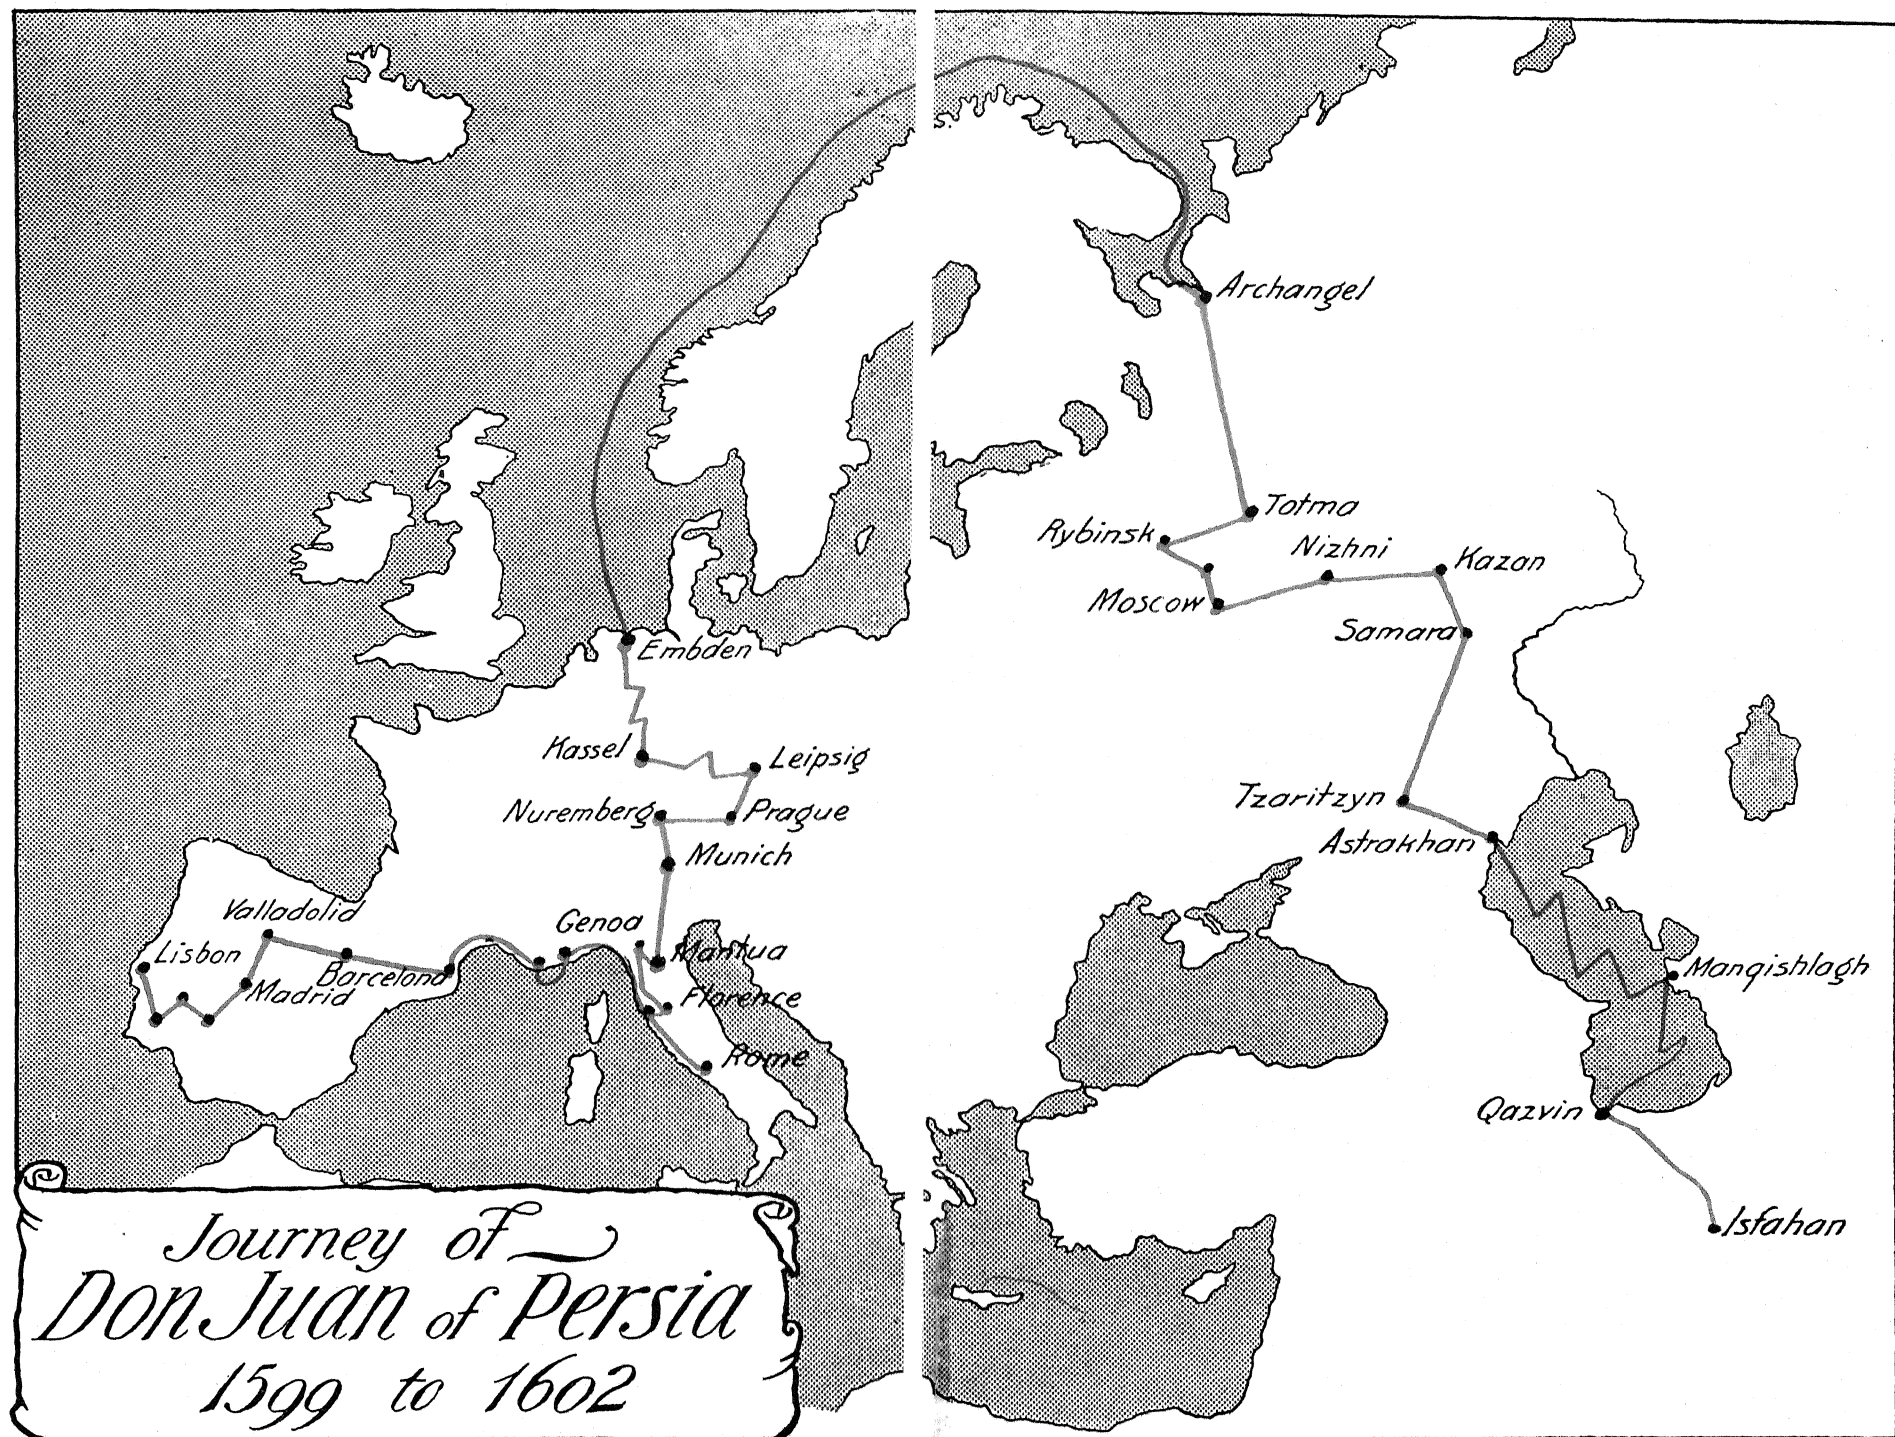 Archangel
Totma
Rybinsk
Nizhni
Kazan
Moscow
Samara
Embden
Kassel
Leipsig
Nuremberg
Prague
Tzaritzyn
Astrakhan
Munich
Valladolid
Genoa
Lisbon
Mantua
Barcelona
Madrid
Manqishlagh
Florence
Rome
Qazvin
Isfahan
Journey of
Don Juan of Persia
1599 to 1602